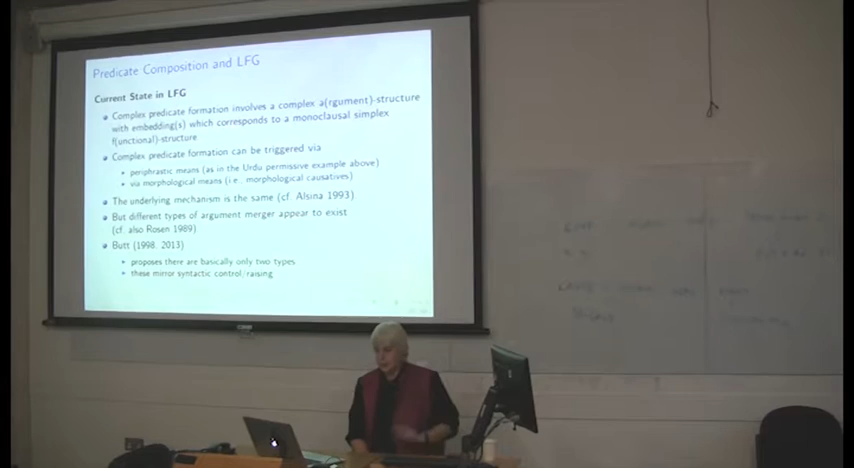 Predicate Composition and LFG
Current State in LFG
Complex predicate formation involves a complex a(rgument)-structure
with embedding(s) which corresponds to a monoclausal simplex
f(unctional)-structure
Complex predicate formation can be triggered via
periphrastic means (as in the Urdu permissive example above)
via morphological means (i.e., morphological causatives)
The underlying mechanism is the same (cf. Alsina 1993)
But different types of argument merger appear to exist
(cf. also Rosen 1989)
Butt (1998, 2013)
proposes there are basically only two types
these mirror syntactic control/raising